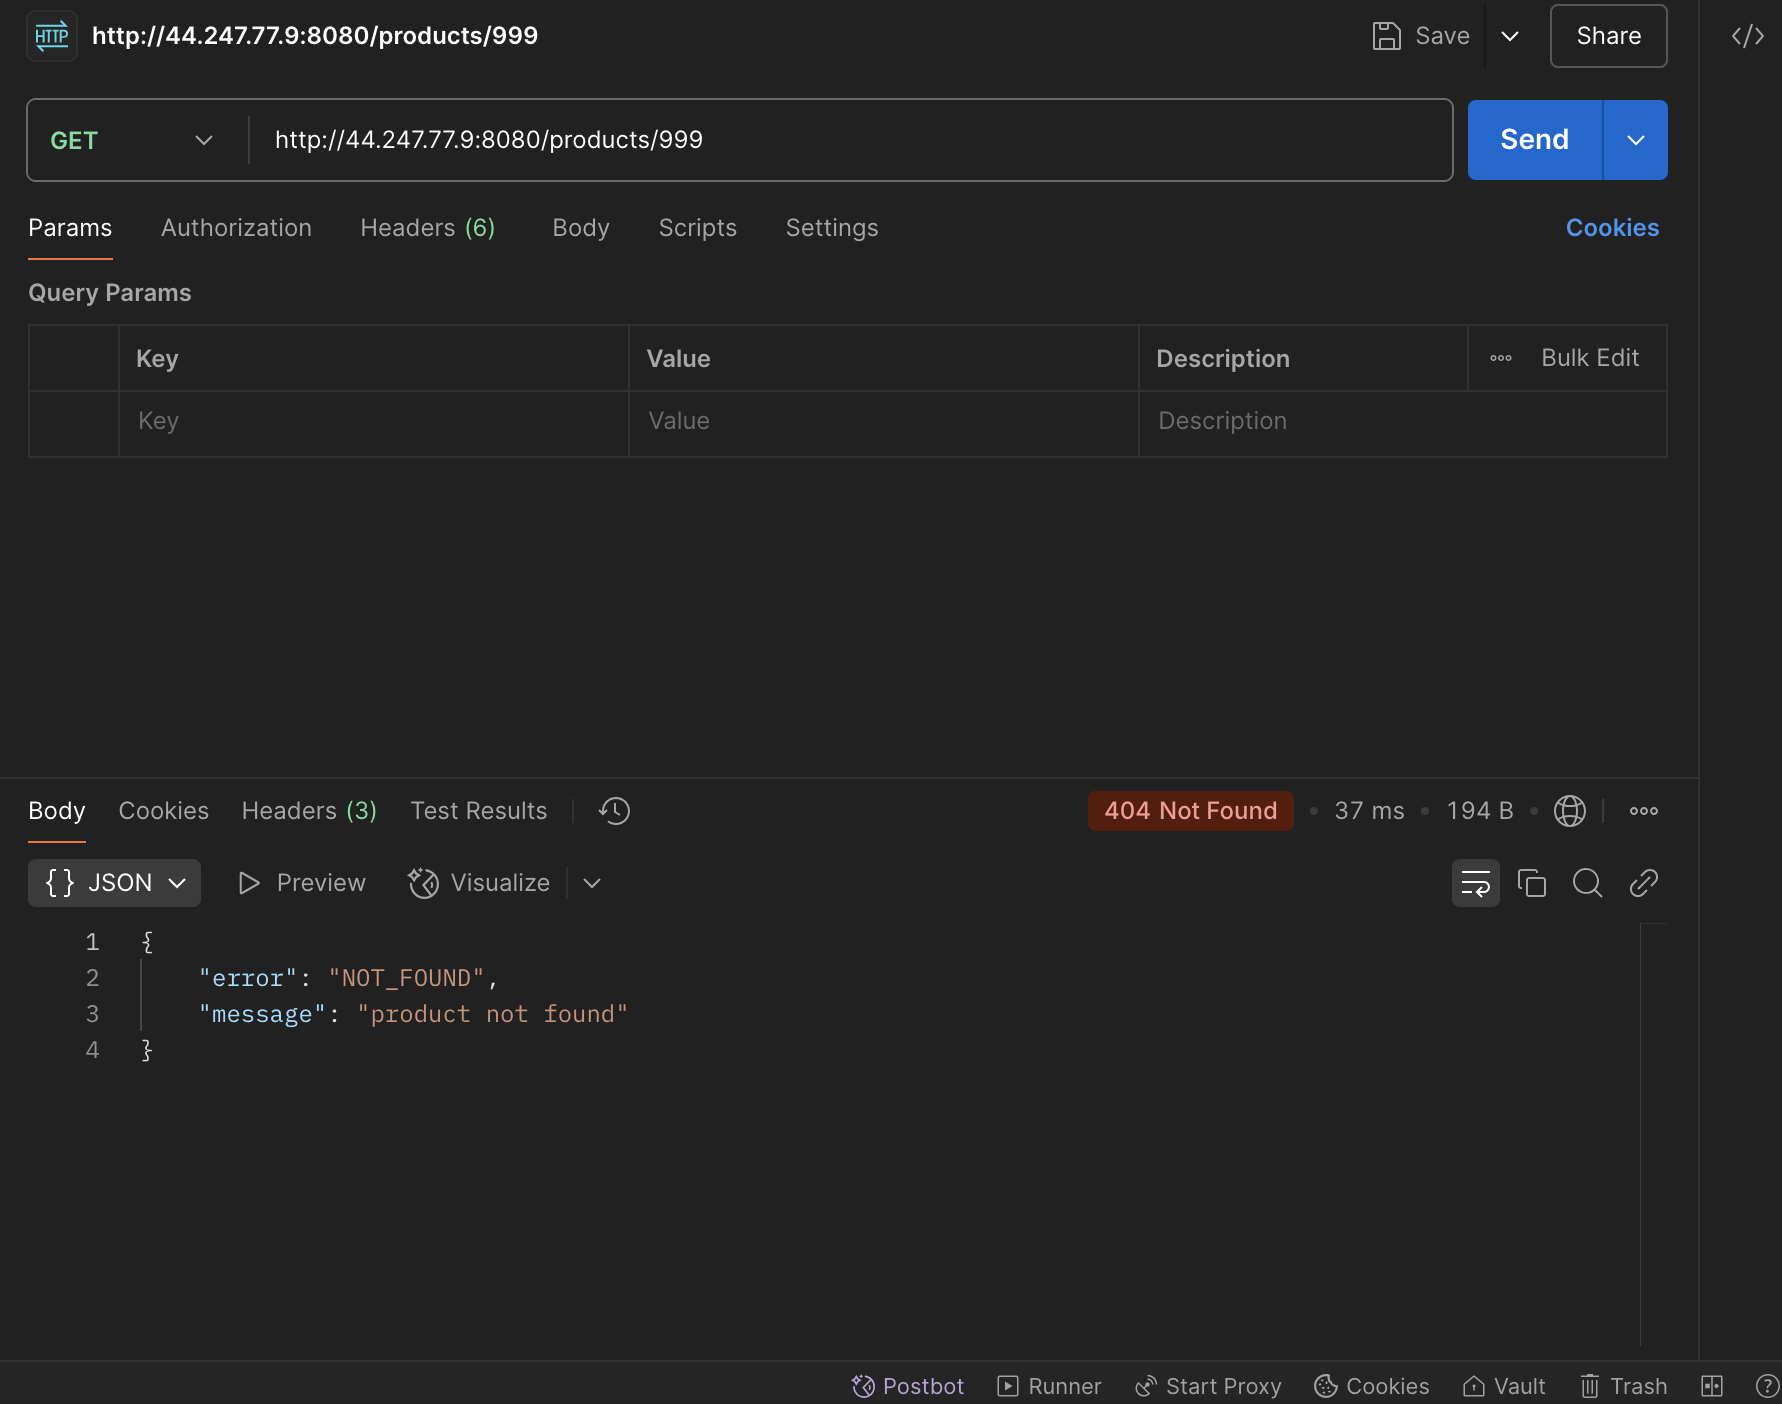 HTTP http://44.247.77.9:8080/products/999 Save Share
GET http://44.247.77.9:8080/products/999 Send
Params Authorization Headers (6) Body Scripts Settings Cookies
Query Params
Key Value Description Bulk Edit
Key Value Description
Body Cookies Headers (3) Test Results 404 Not Found 37 ms 194 B
{} JSON Preview Visualize
1 {
2 "error": "NOT_FOUND",
3 "message": "product not found"
4 }
Postbot Runner Start Proxy Cookies Vault Trash